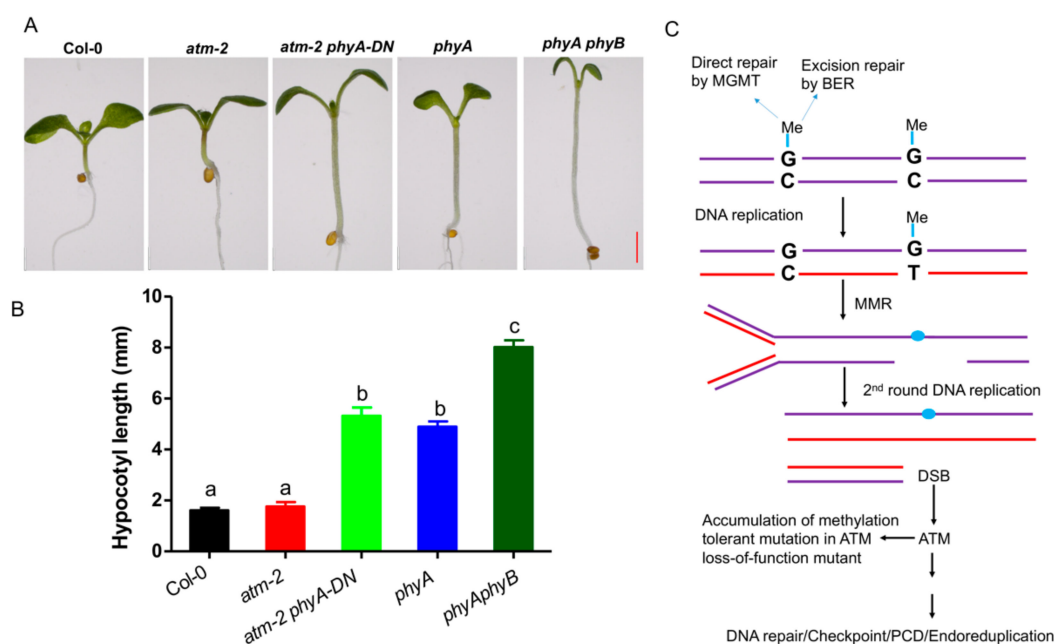 A
Col-0
atm-2
atm-2 phyA-DN
phyA
phyA phyB
B
Hypocotyl length (mm)
10
8
6
4
2
0
a
a
b
b
c
Col-0
atm-2
atm-2 phyA-DN
phyA
phyAphyB
C
Direct repair
by MGMT
Excision repair
by BER
Me
Me
G
G
C
C
DNA replication
Me
G
G
C
T
MMR
2nd round DNA replication
DSB
Accumulation of methylation
tolerant mutation in ATM
loss-of-function mutant
ATM
DNA repair/Checkpoint/PCD/Endoreduplication